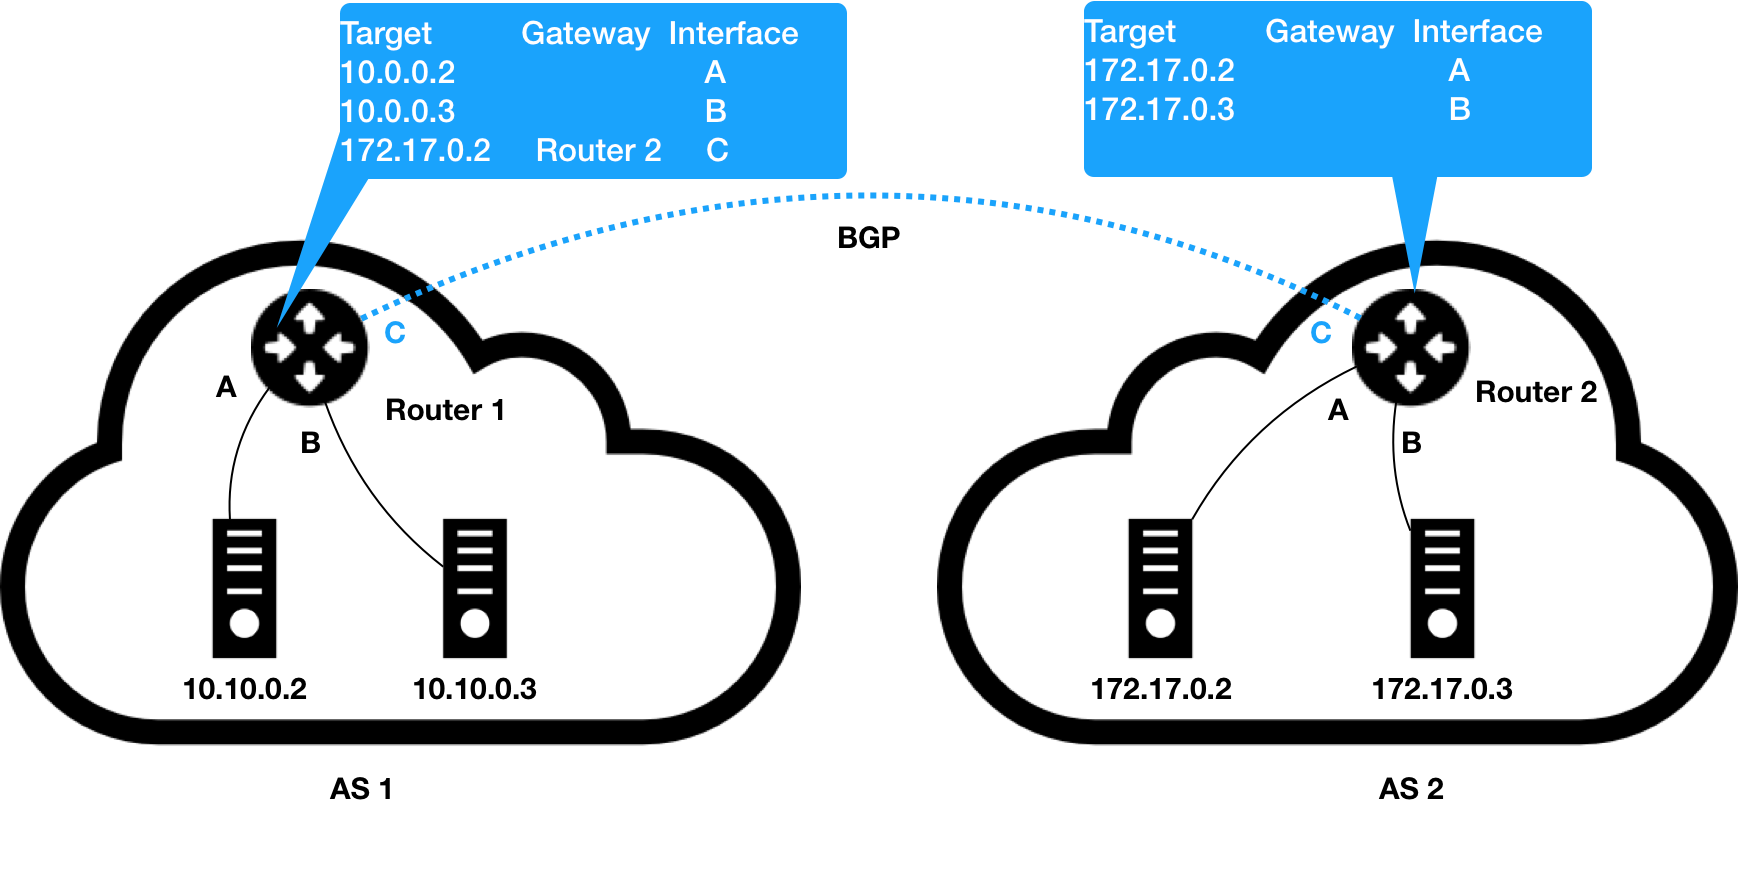 Target Gateway Interface
10.0.0.2 A
10.0.0.3 B
172.17.0.2 Router 2 C
Target Gateway Interface
172.17.0.2 A
172.17.0.3 B
BGP
C
A
Router 1
B
10.10.0.2
10.10.0.3
AS 1
C
Router 2
A
B
172.17.0.2
172.17.0.3
AS 2